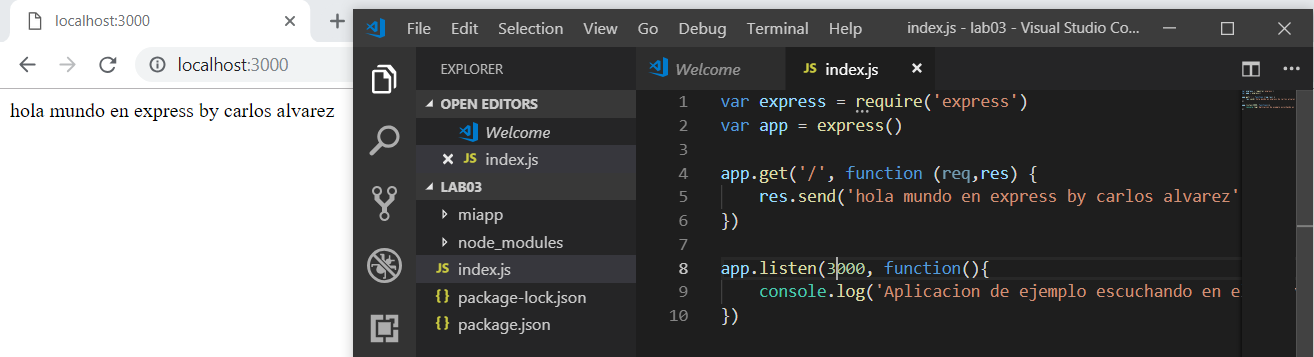 localhost:3000
localhost:3000
hola mundo en express by carlos alvarez
File Edit Selection View Go Debug Terminal Help index.js - lab03 - Visual Studio Co...
EXPLORER
OPEN EDITORS
Welcome
index.js
LAB03
miapp
node_modules
JS index.js
{} package-lock.json
{} package.json
Welcome JS index.js
1 var express = require('express')
2 var app = express()
3
4 app.get('/', function (req,res) {
5 res.send('hola mundo en express by carlos alvarez'
6 })
7
8 app.listen(3000, function(){
9 console.log('Aplicacion de ejemplo escuchando en e
10 })